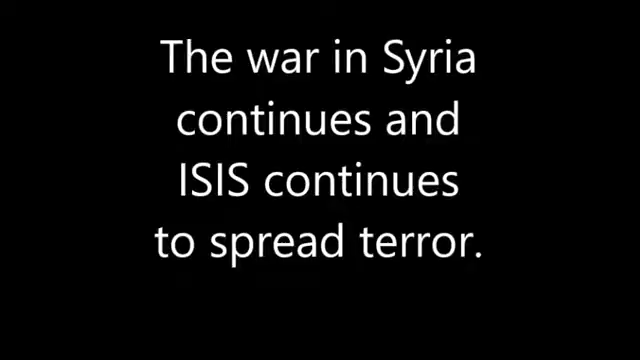 The war in Syria
continues and
ISIS continues
to spread terror.